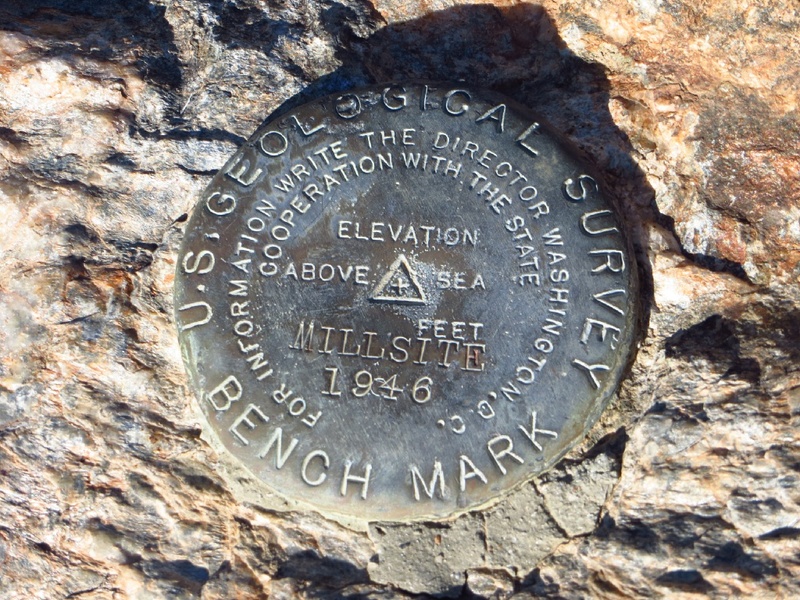 U.S. GEOLOGICAL SURVEY
FOR INFORMATION WRITE THE DIRECTOR WASHINGTON, D.C.
COOPERATION WITH THE STATE
ELEVATION
ABOVE SEA
FEET
MILLSITE
1946
BENCH MARK